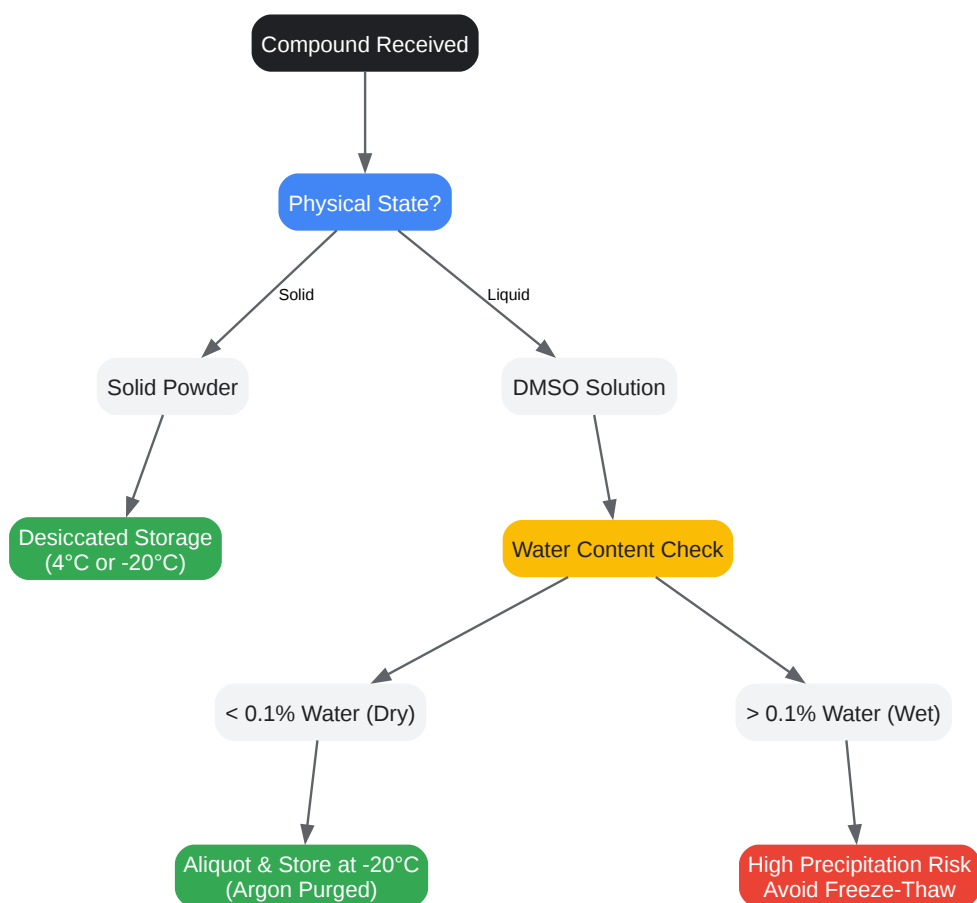 Compound Received
Physical State?
Solid
Liquid
Solid Powder
DMSO Solution
Desiccated Storage
(4°C or -20°C)
Water Content Check
< 0.1% Water (Dry)
> 0.1% Water (Wet)
Aliquot & Store at -20°C
(Argon Purged)
High Precipitation Risk
Avoid Freeze-Thaw